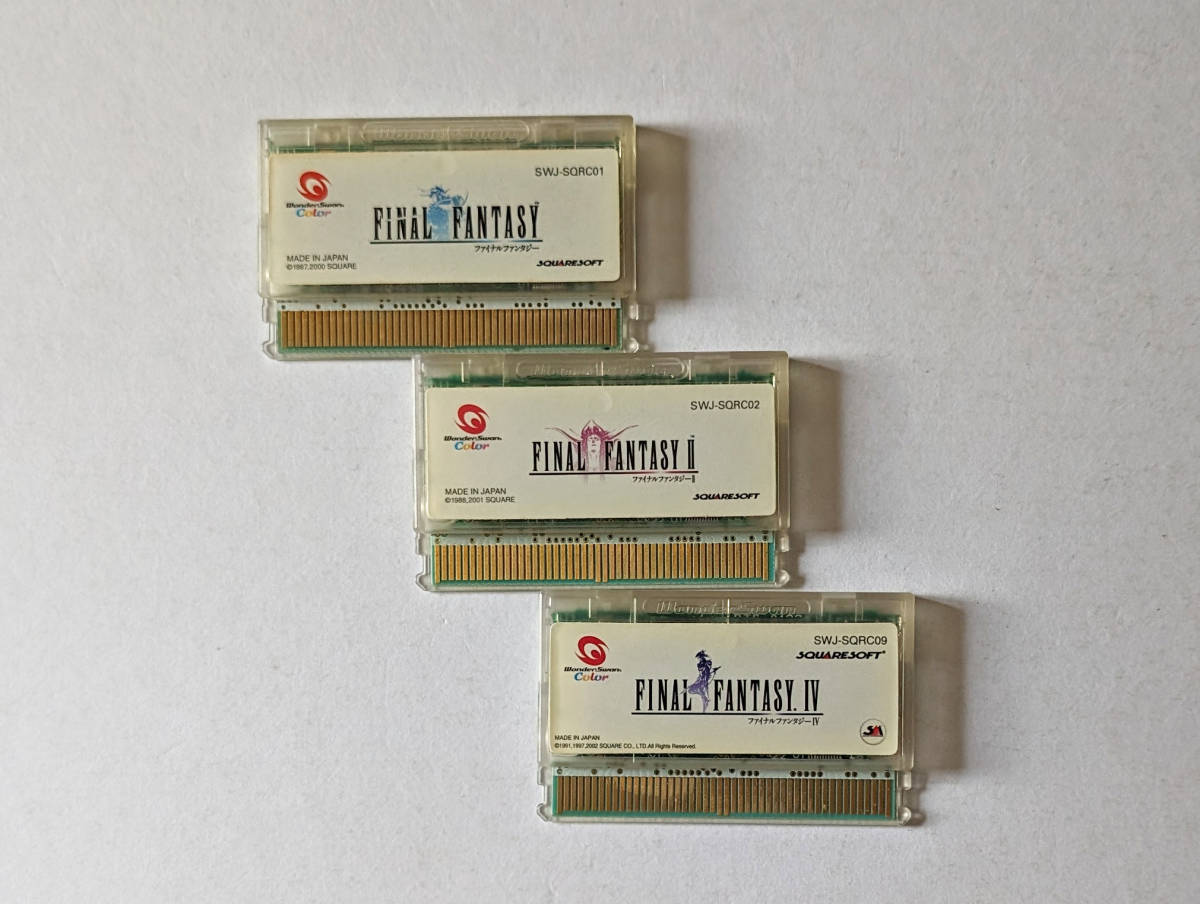 WonderSwan
SWJ-SQRC01
WonderSwan
Color
FINAL FANTASY™
ファイナルファンタジー
MADE IN JAPAN
©1987,2000 SQUARE
SQUARESOFT
WonderSwan
SWJ-SQRC02
WonderSwan
Color
FINAL FANTASY II
ファイナルファンタジーII
MADE IN JAPAN
©1988,2001 SQUARE
SQUARESOFT
WonderSwan
SWJ-SQRC09
SQUARESOFT®
WonderSwan
Color
FINAL FANTASY. IV
ファイナルファンタジーIV
MADE IN JAPAN
©1991,1997,2002 SQUARE CO., LTD.All Rights Reserved.